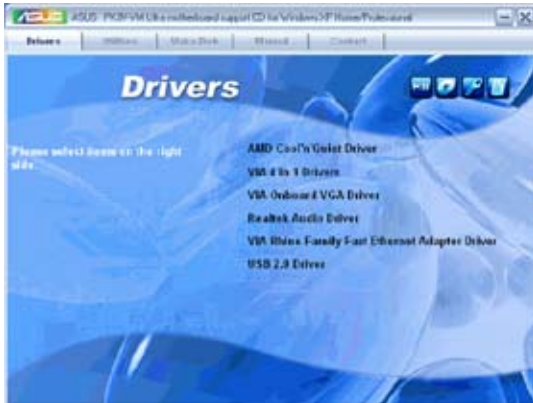 ASUS motherboard support CD for Windows XP Home/Professional
Drivers Utilities Make Disk Manual Contact
Drivers
Please select items on the right
side.
AMD Cool'n'Quiet Driver
VIA 4 in 1 Drivers
VIA Onboard VGA Driver
Realtek Audio Driver
VIA Rhine Family Fast Ethernet Adapter Driver
USB 2.0 Driver